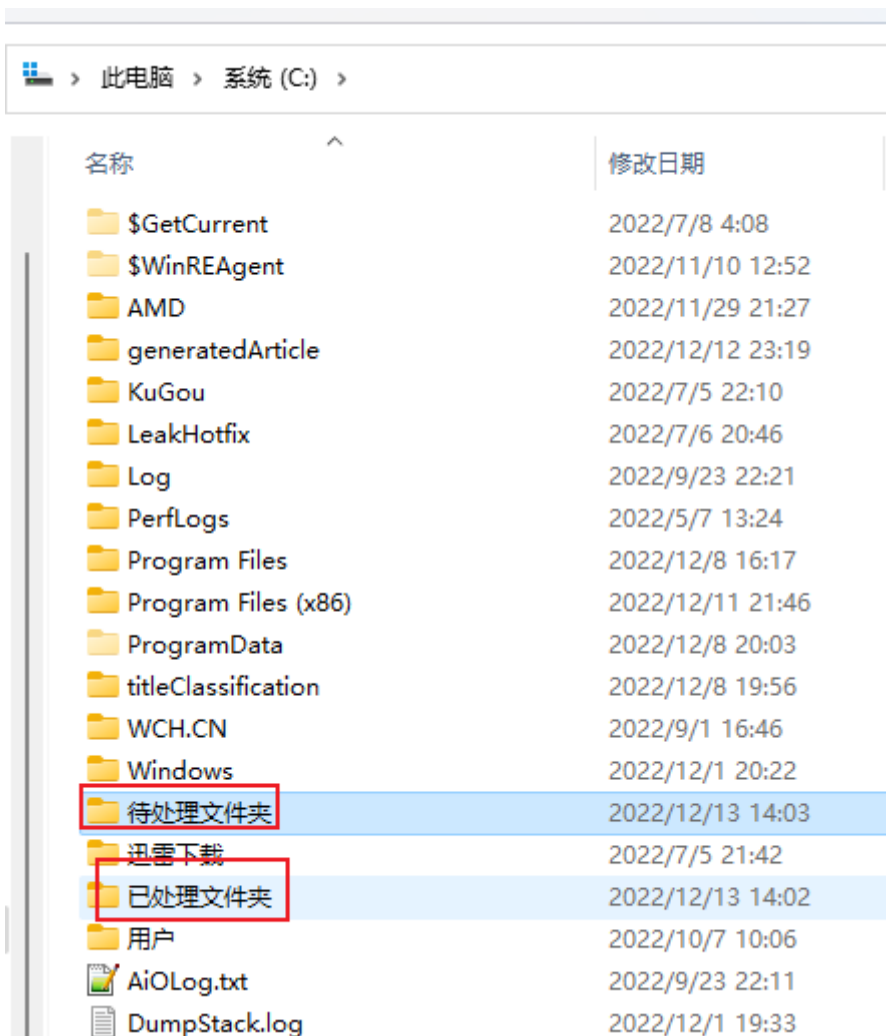 此电脑 > 系统 (C:) >
名称 修改日期
$GetCurrent 2022/7/8 4:08
$WinREAgent 2022/11/10 12:52
AMD 2022/11/29 21:27
generatedArticle 2022/12/12 23:19
KuGou 2022/7/5 22:10
LeakHotfix 2022/7/6 20:46
Log 2022/9/23 22:21
PerfLogs 2022/5/7 13:24
Program Files 2022/12/8 16:17
Program Files (x86) 2022/12/11 21:46
ProgramData 2022/12/8 20:03
titleClassification 2022/12/8 19:56
WCH.CN 2022/9/1 16:46
Windows 2022/12/1 20:22
待处理文件夹 2022/12/13 14:03
迅雷下载 2022/7/5 21:42
已处理文件夹 2022/12/13 14:02
用户 2022/10/7 10:06
AiOLog.txt 2022/9/23 22:11
DumpStack.log 2022/12/1 19:33